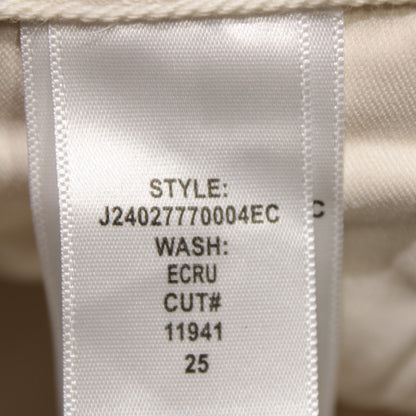 STYLE:
J24027770004EC
C
WASH:
ECRU
CUT#
11941
25